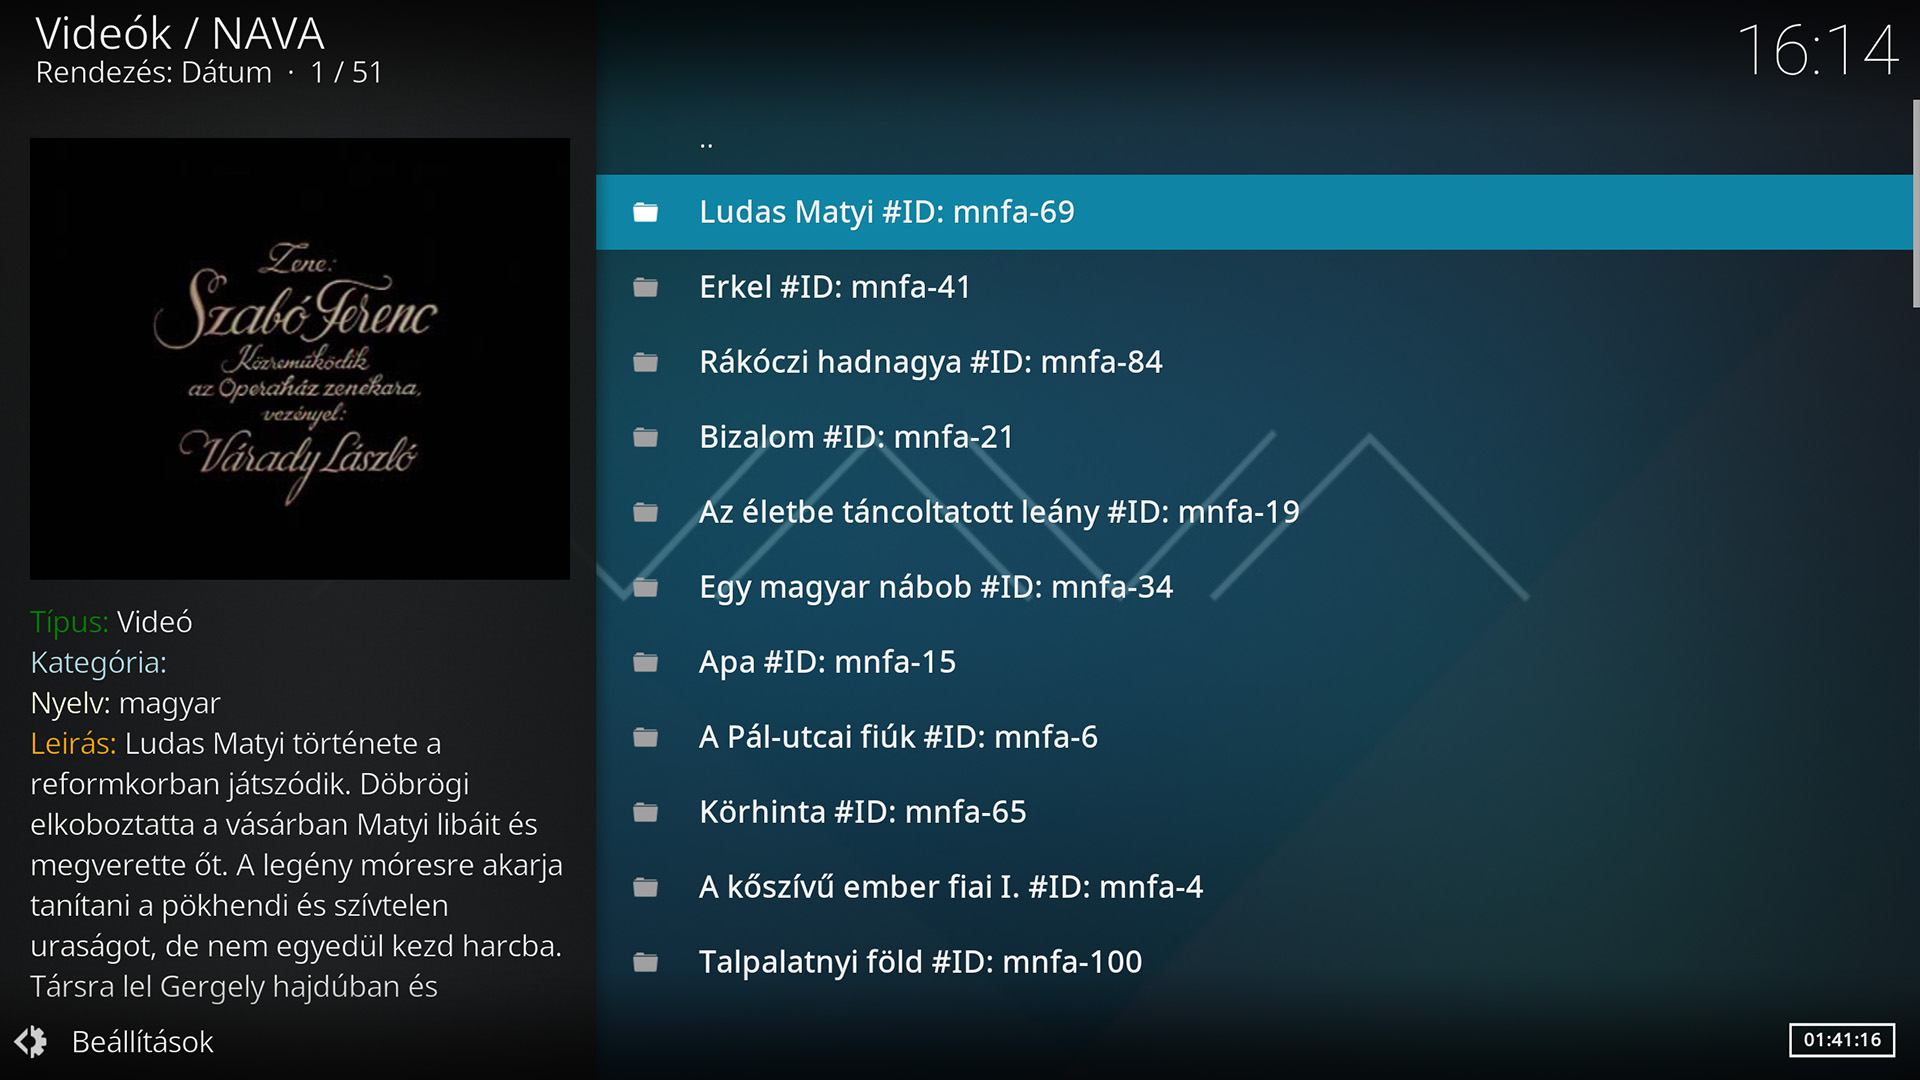 Videók / NAVA
Rendezés: Dátum · 1 / 51
16:14
Zene:
Szabó Ferenc
Közreműködik
az Operaház zenekara,
vezényel:
Várady László
Típus: Videó
Kategória:
Nyelv: magyar
Leirás: Ludas Matyi története a
reformkorban játszódik. Döbrögi
elkoboztatta a vásárban Matyi libáit és
megverette őt. A legény móresre akarja
tanítani a pökhendi és szívtelen
uraságot, de nem egyedül kezd harcba.
Társra lel Gergely hajdúban és
Beállítások
..
Ludas Matyi #ID: mnfa-69
Erkel #ID: mnfa-41
Rákóczi hadnagya #ID: mnfa-84
Bizalom #ID: mnfa-21
Az életbe táncoltatott leány #ID: mnfa-19
Egy magyar nábob #ID: mnfa-34
Apa #ID: mnfa-15
A Pál-utcai fiúk #ID: mnfa-6
Körhinta #ID: mnfa-65
A kőszívű ember fiai I. #ID: mnfa-4
Talpalatnyi föld #ID: mnfa-100
01:41:16